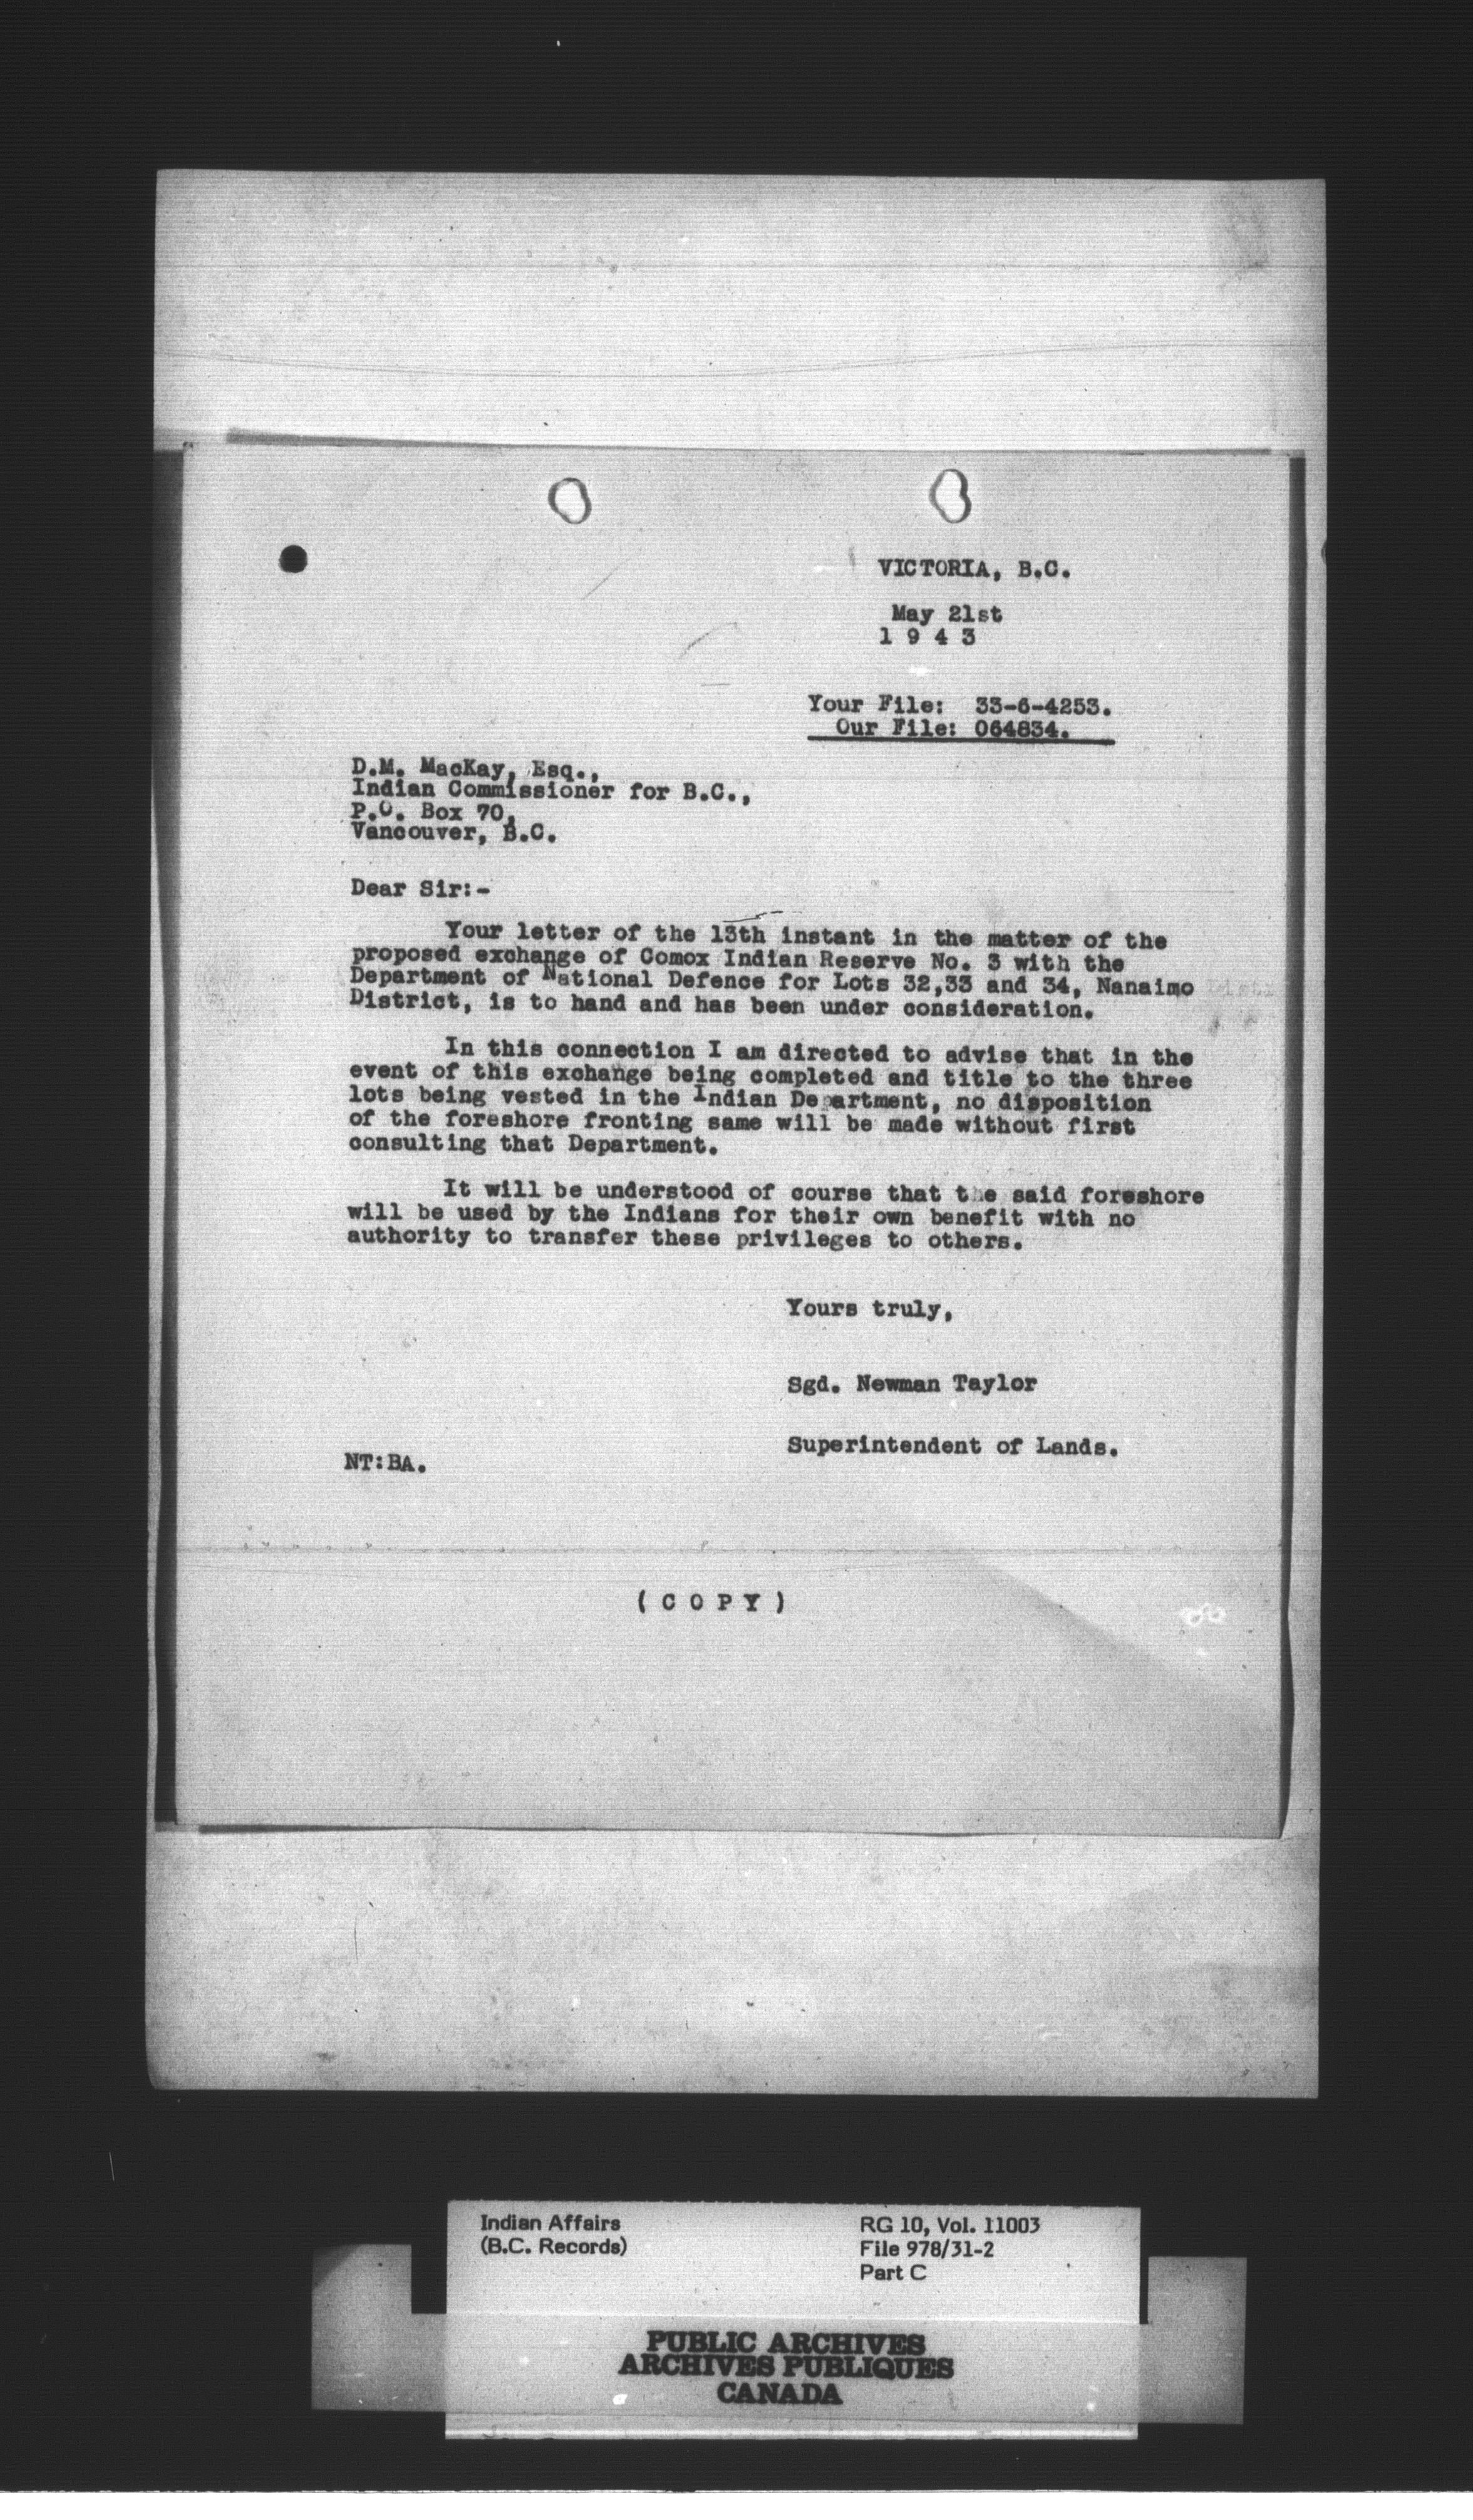 VICTORIA, B.C.
May 21st
1 9 4 3
Your File: 33-6-4253.
Our File: 064834.
D.M. MacKay, Esq.,
Indian Commissioner for B.C.,
P.O. Box 70,
Vancouver, B.C.
Dear Sir:-
Your letter of the 13th instant in the matter of the
proposed exchange of Comox Indian Reserve No. 3 with the
Department of National Defence for Lots 32,33 and 34, Nanaimo
District, is to hand and has been under consideration.
In this connection I am directed to advise that in the
event of this exchange being completed and title to the three
lots being vested in the Indian Department, no disposition
of the foreshore fronting same will be made without first
consulting that Department.
It will be understood of course that the said foreshore
will be used by the Indians for their own benefit with no
authority to transfer these privileges to others.
Yours truly,
Sgd. Newman Taylor
Superintendent of Lands.
NT:BA.
( C O P Y )
Indian Affairs
(B.C. Records)
RG 10, Vol. 11003
File 978/31-2
Part C
PUBLIC ARCHIVES
ARCHIVES PUBLIQUES
CANADA